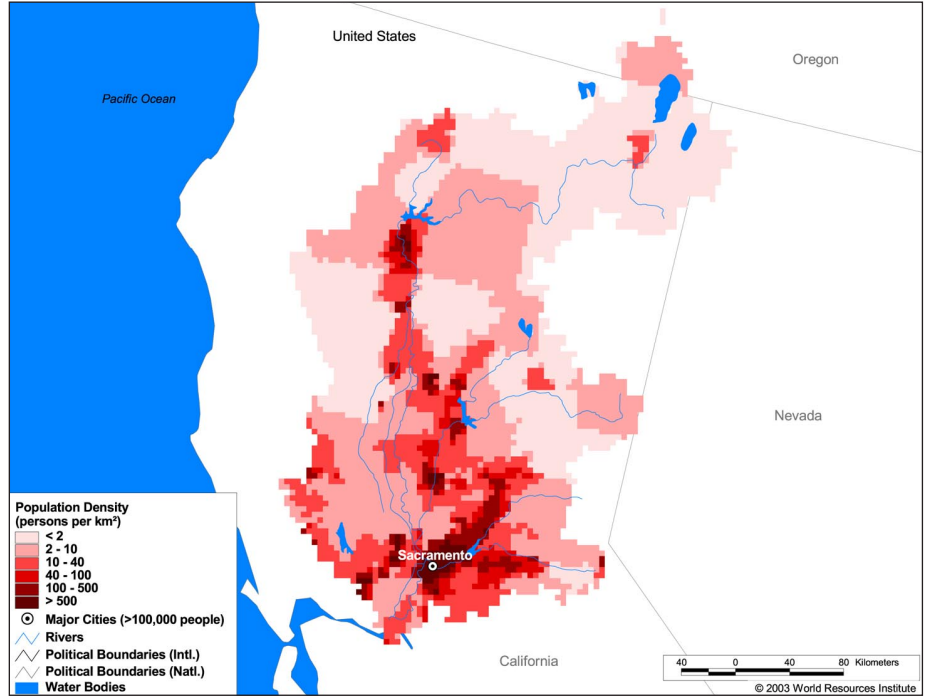 United States
Oregon
Pacific Ocean
Nevada
Sacramento
California
Population Density
(persons per km²)
< 2
2 - 10
10 - 40
40 - 100
100 - 500
> 500
Major Cities (>100,000 people)
Rivers
Political Boundaries (Intl.)
Political Boundaries (Natl.)
Water Bodies
40 0 40 80 Kilometers
© 2003 World Resources Institute